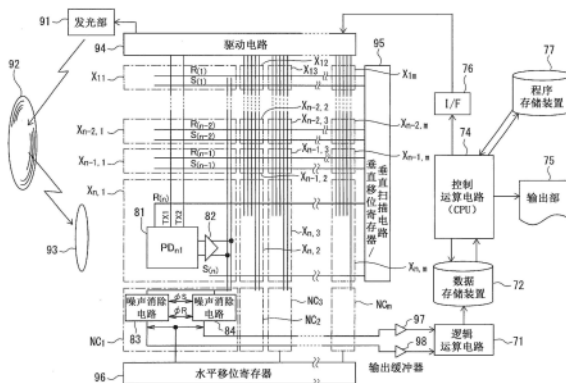 91
发光部
94
驱动电路
92
X11
R(1)
S(1)
X12
X13
95
X1m
76
I/F
77
程序
存储装置
Xn-2,1
R(n-2)
S(n-2)
Xn-2,2
Xn-2,3
Xn-2,m
74
控制
运算电路
(CPU)
Xn-1,1
R(n-1)
S(n-1)
Xn-1,3
Xn-1,2
Xn-1,m
垂直移位寄存器/
垂直扫描电路
75
输出部
Xn,1
R(n)
81
TX1
TX2
82
PDn1
S(n)
Xn,3
Xn,2
Xn,m
93
数据
存储装置
72
噪声消除
电路
ΦS
ΦR
噪声消除
电路
83
84
NC1
NC3
NC2
NCm
97
98
输出缓冲器
逻辑
运算电路
71
96
水平移位寄存器